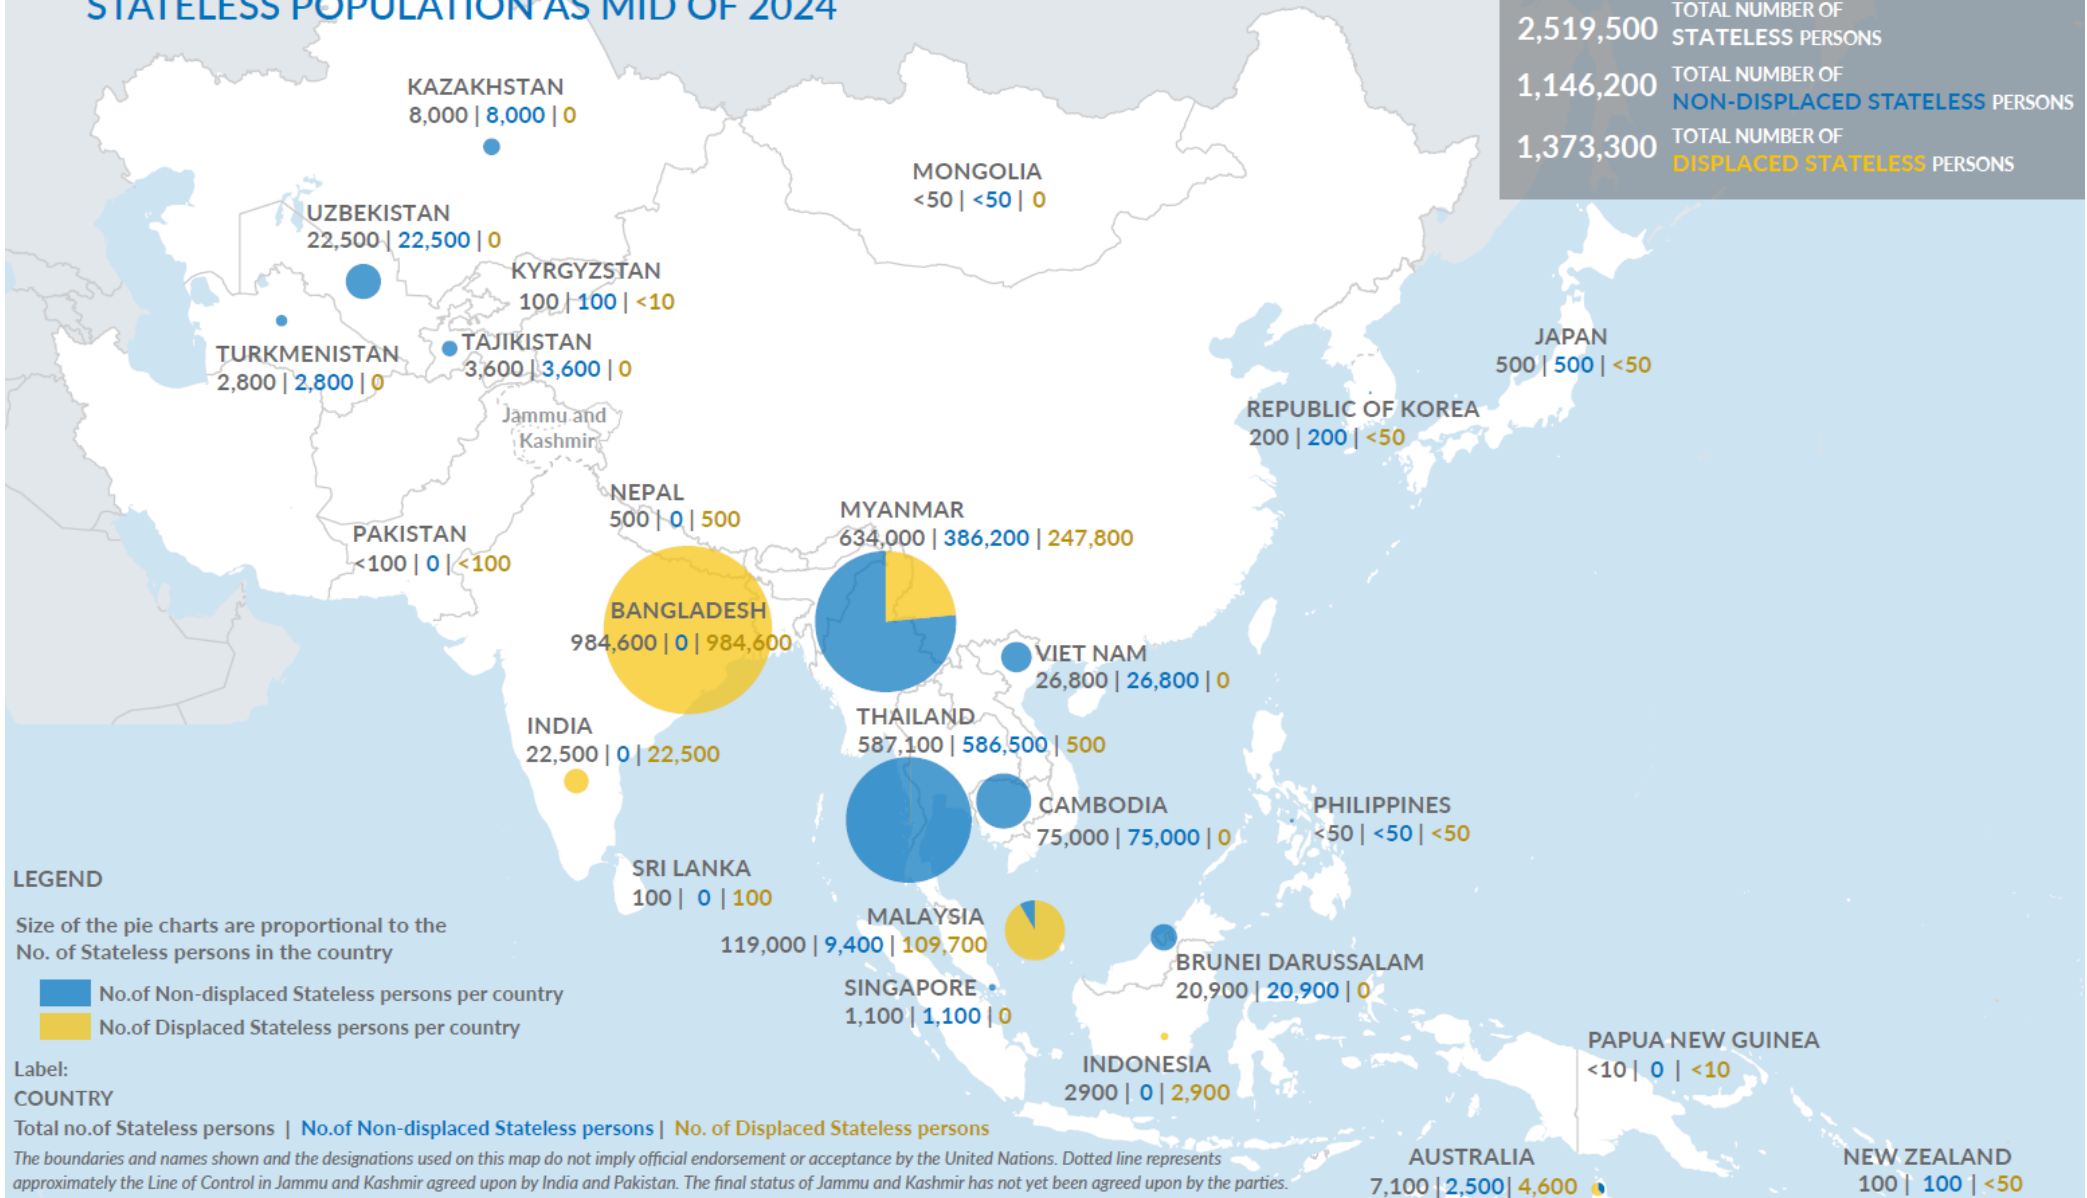 STATELESS POPULATION AS MID OF 2024
2,519,500 TOTAL NUMBER OF
STATELESS PERSONS
1,146,200 TOTAL NUMBER OF
NON-DISPLACED STATELESS PERSONS
1,373,300 TOTAL NUMBER OF
DISPLACED STATELESS PERSONS
KAZAKHSTAN
8,000 | 8,000 | 0
MONGOLIA
<50 | <50 | 0
UZBEKISTAN
22,500 | 22,500 | 0
KYRGYZSTAN
100 | 100 | <10
TURKMENISTAN
2,800 | 2,800 | 0
TAJIKISTAN
3,600 | 3,600 | 0
JAPAN
500 | 500 | <50
Jammu and
Kashmir
REPUBLIC OF KOREA
200 | 200 | <50
NEPAL
500 | 0 | 500
MYANMAR
634,000 | 386,200 | 247,800
PAKISTAN
<100 | 0 | <100
BANGLADESH
984,600 | 0 | 984,600
VIET NAM
26,800 | 26,800 | 0
INDIA
22,500 | 0 | 22,500
THAILAND
587,100 | 586,500 | 500
CAMBODIA
75,000 | 75,000 | 0
PHILIPPINES
<50 | <50 | <50
SRI LANKA
100 | 0 | 100
MALAYSIA
119,000 | 9,400 | 109,700
BRUNEI DARUSSALAM
20,900 | 20,900 | 0
SINGAPORE
1,100 | 1,100 | 0
INDONESIA
2900 | 0 | 2,900
PAPUA NEW GUINEA
<10 | 0 | <10
AUSTRALIA
7,100 | 2,500 | 4,600
NEW ZEALAND
100 | 100 | <50
LEGEND
Size of the pie charts are proportional to the
No. of Stateless persons in the country
No.of Non-displaced Stateless persons per country
No.of Displaced Stateless persons per country
Label:
COUNTRY
Total no.of Stateless persons | No.of Non-displaced Stateless persons | No. of Displaced Stateless persons
The boundaries and names shown and the designations used on this map do not imply official endorsement or acceptance by the United Nations. Dotted line represents
approximately the Line of Control in Jammu and Kashmir agreed upon by India and Pakistan. The final status of Jammu and Kashmir has not yet been agreed upon by the parties.